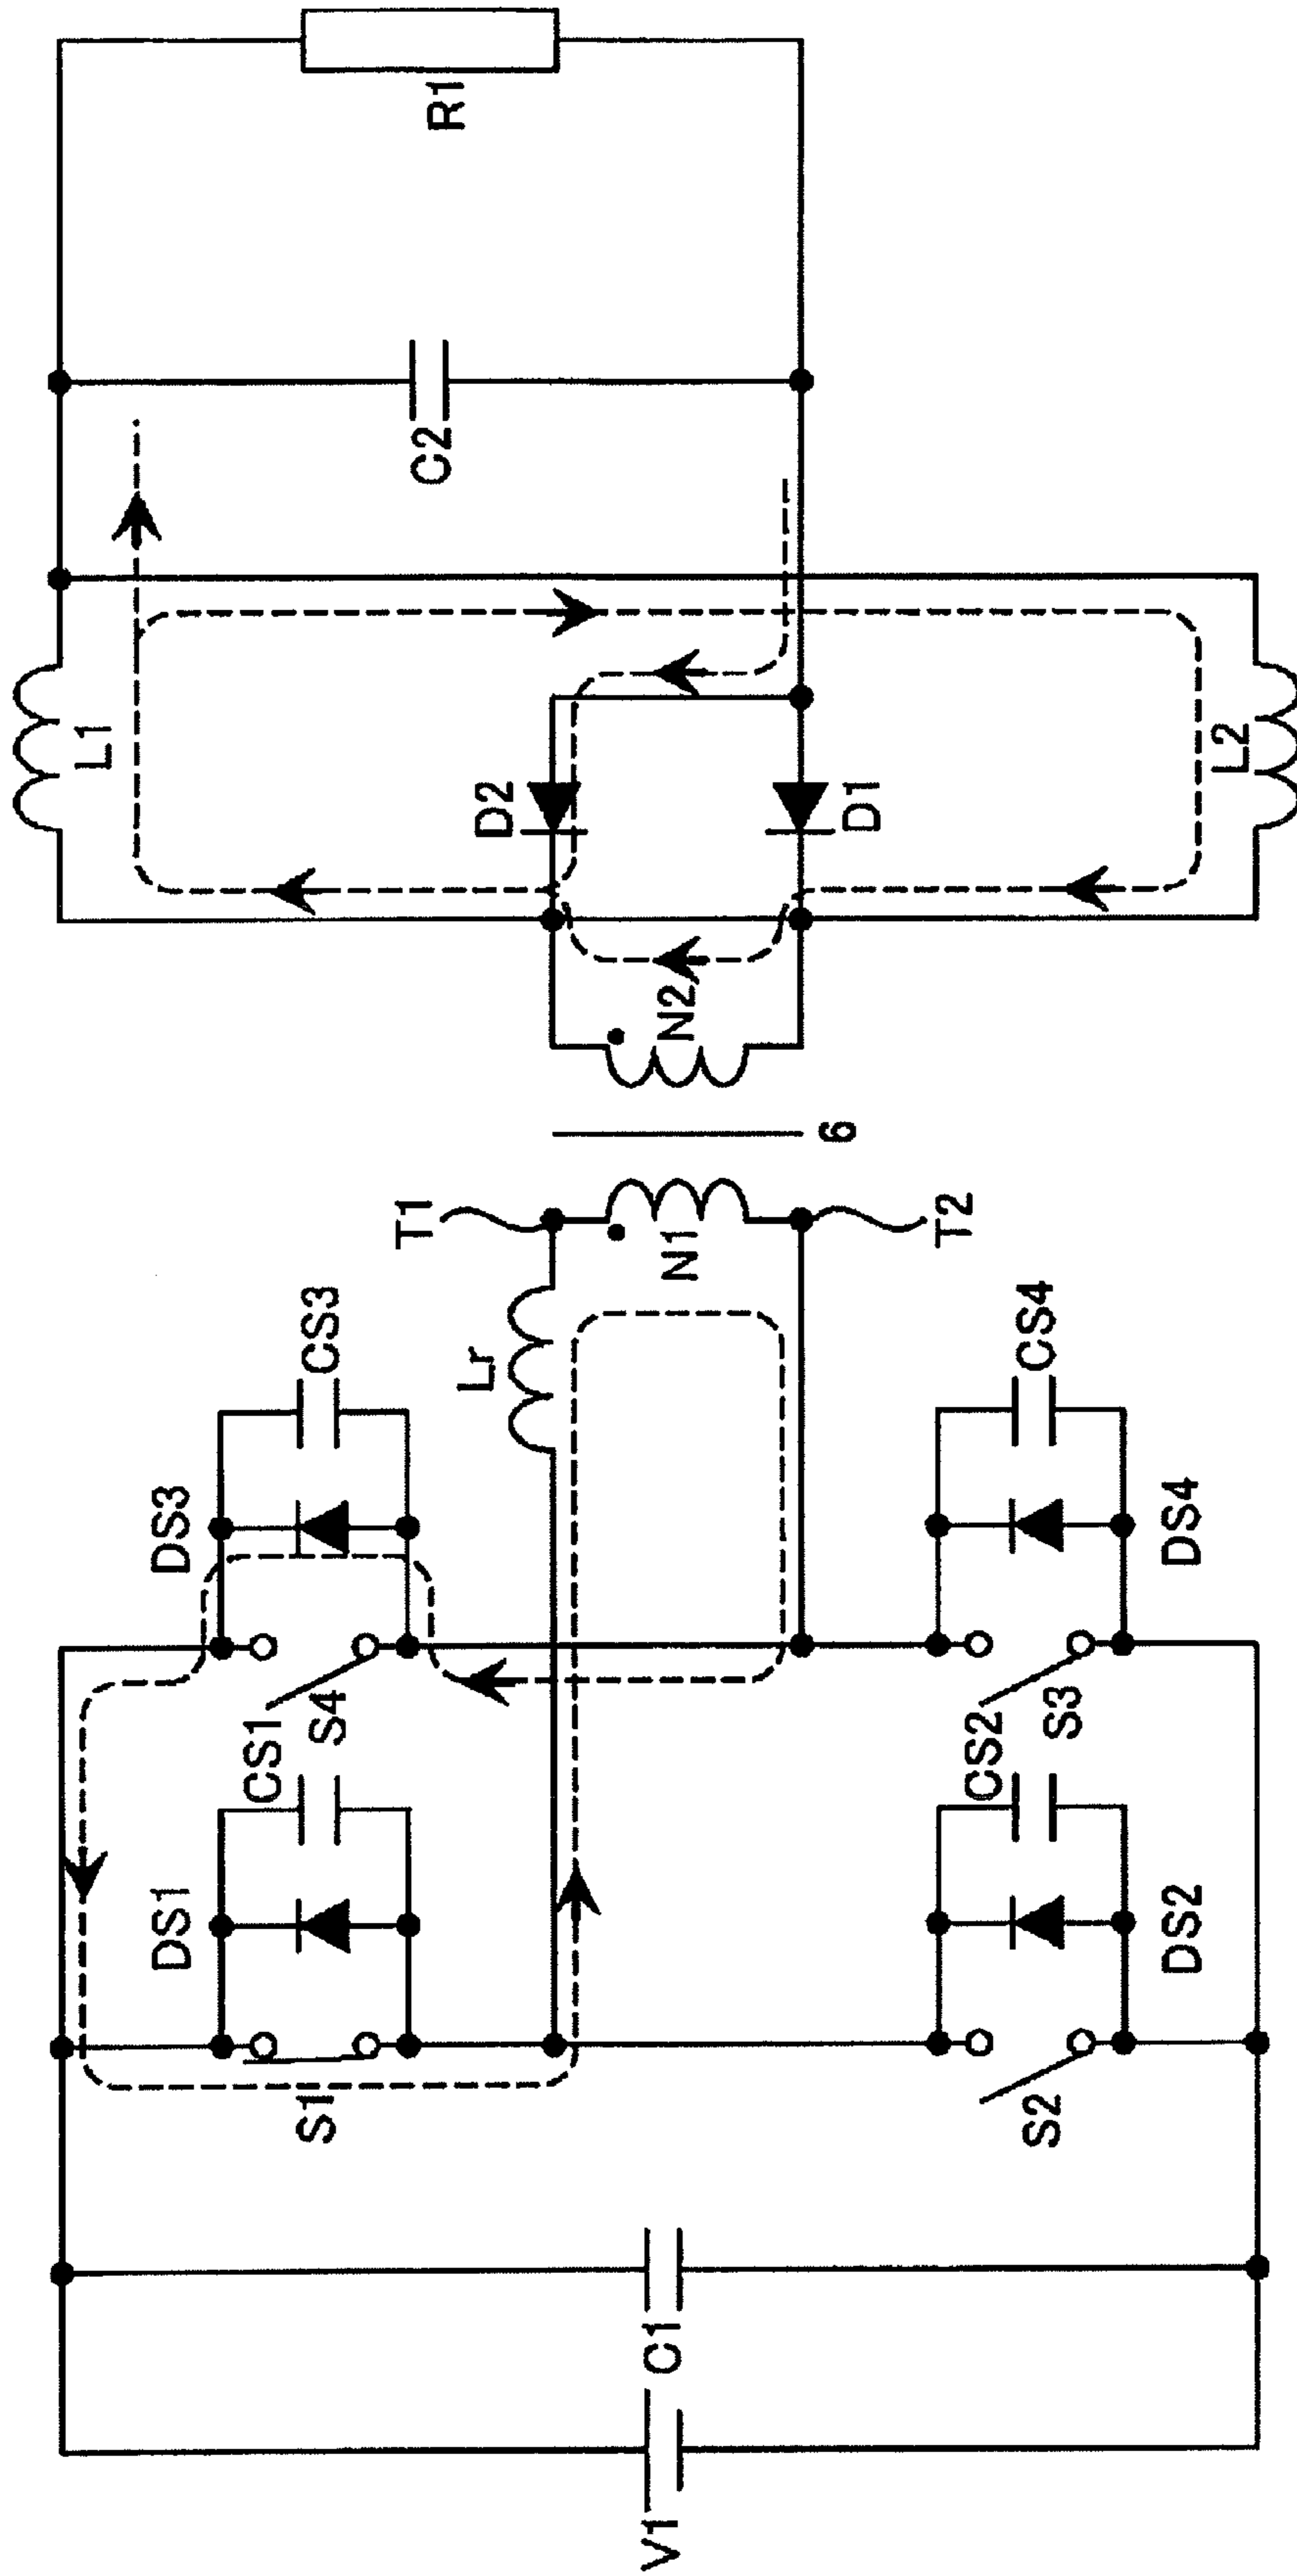 V1
C1
S1
DS1
CS1
S2
DS2
CS2
S4
DS3
CS3
S3
DS4
CS4
Lr
T1
N1
T2
6
N2
D2
D1
L1
L2
C2
R1